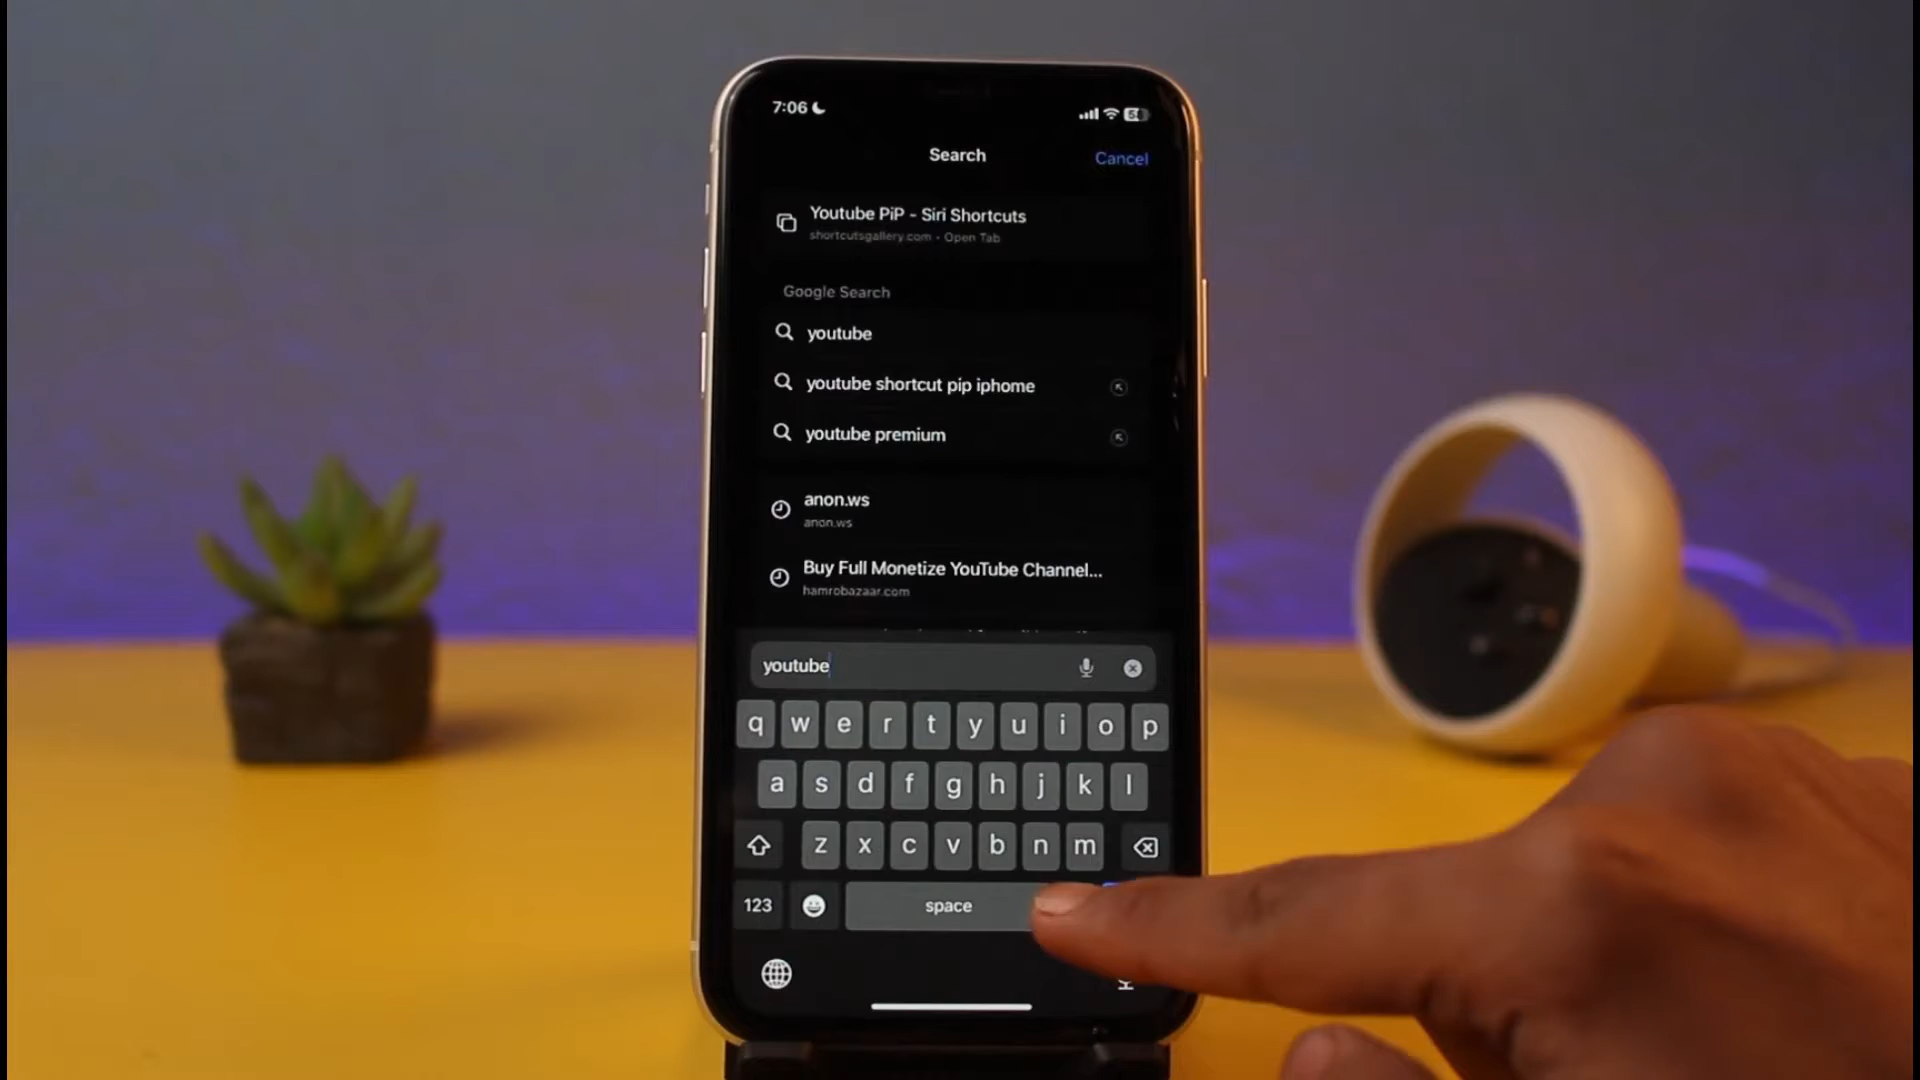 7:06
Search
Cancel
Youtube PiP - Siri Shortcuts
shortcutsgallery.com - Open Tab
Google Search
youtube
youtube shortcut pip iphome
youtube premium
anon.ws
anon.ws
Buy Full Monetize YouTube Channel...
hamrobazaar.com
youtube
q w e r t y u i o p
a s d f g h j k l
z x c v b n m
123 space